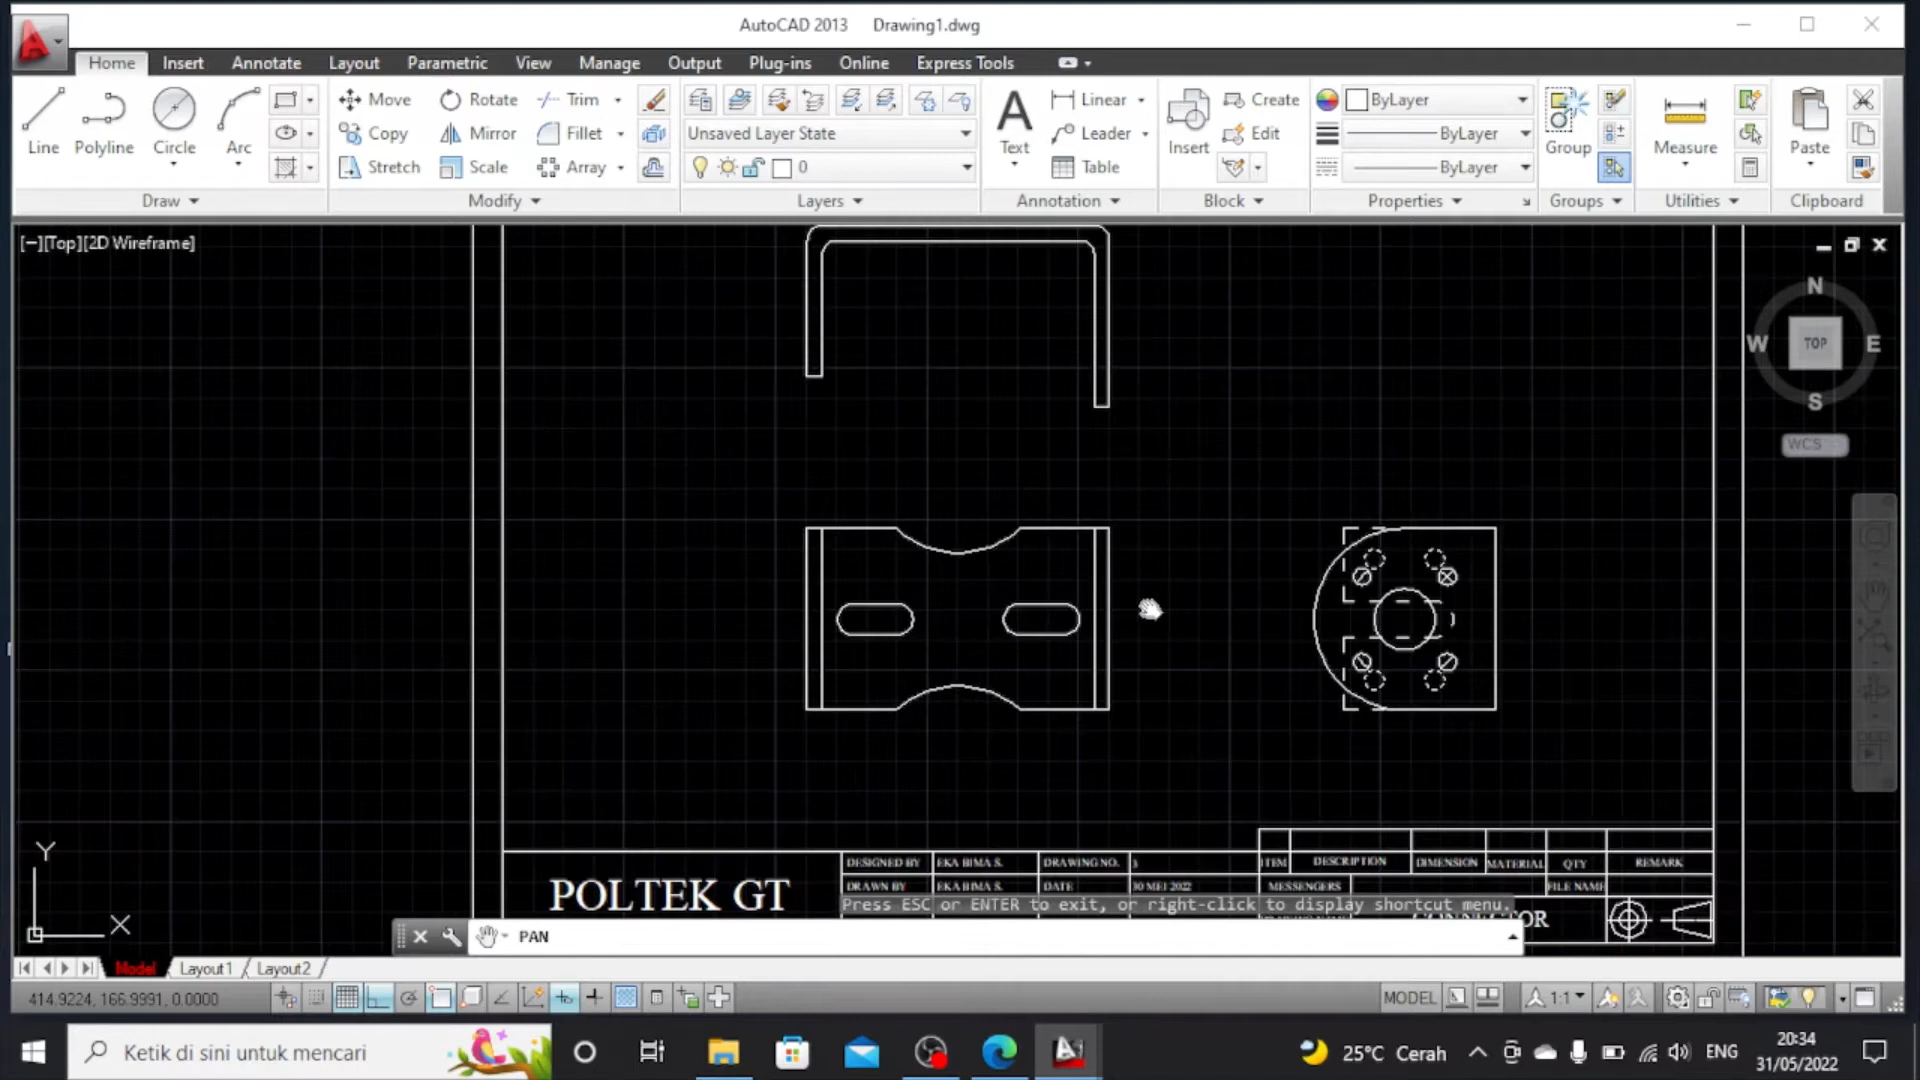 AutoCAD 2013 Drawing1.dwg
Home Insert Annotate Layout Parametric View Manage Output Plug-ins Online Express Tools
Move Rotate Trim Linear Create ByLayer
Unsaved Layer State
Line Polyline Circle Arc Copy Mirror Fillet Text Leader Insert Edit ByLayer Group Measure Paste
Stretch Scale Array 0 Table ByLayer
Draw Modify Layers Annotation Block Properties Groups Utilities Clipboard
[−][Top][2D Wireframe]
N
W TOP E
S
WCS
Y
X
ITEM DESCRIPTION DIMENSION MATERIAL QTY REMARK
POLTEK GT
DESIGNED BY EKA BIMA S. DRAWING NO. 3
DRAWN BY EKA BIMA S. DATE 30 MEI 2022 MESSENGERS FILE NAME
Press ESC or ENTER to exit, or right-click to display shortcut menu.
PAN
Model Layout1 Layout2
414.9224, 166.9991, 0.0000 MODEL 1:1
Ketik di sini untuk mencari 25°C Cerah ENG 20:34
31/05/2022